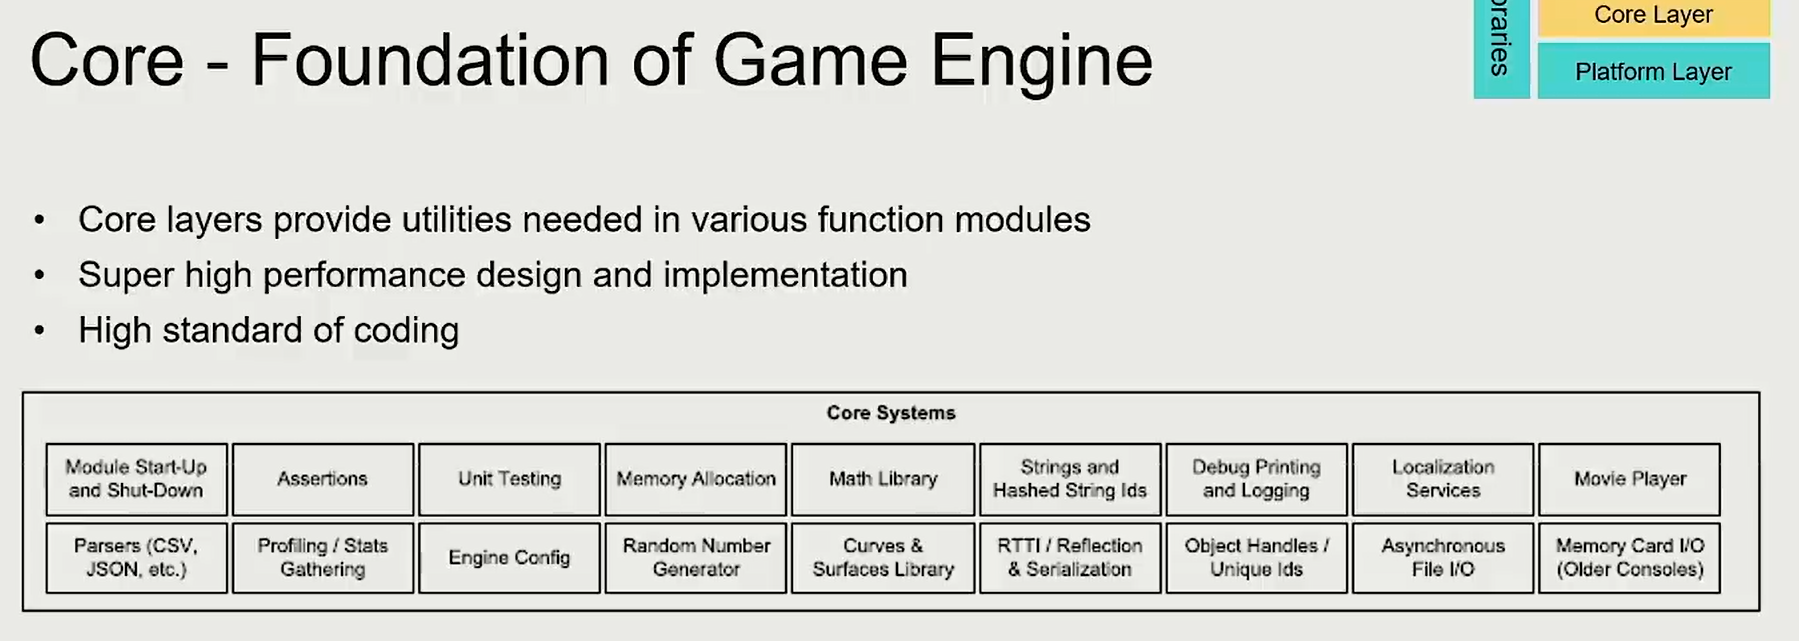 Core - Foundation of Game Engine
braries
Core Layer
Platform Layer
• Core layers provide utilities needed in various function modules
• Super high performance design and implementation
• High standard of coding
Core Systems
Module Start-Up
and Shut-Down
Assertions
Unit Testing
Memory Allocation
Math Library
Strings and
Hashed String Ids
Debug Printing
and Logging
Localization
Services
Movie Player
Parsers (CSV,
JSON, etc.)
Profiling / Stats
Gathering
Engine Config
Random Number
Generator
Curves &
Surfaces Library
RTTI / Reflection
& Serialization
Object Handles /
Unique Ids
Asynchronous
File I/O
Memory Card I/O
(Older Consoles)